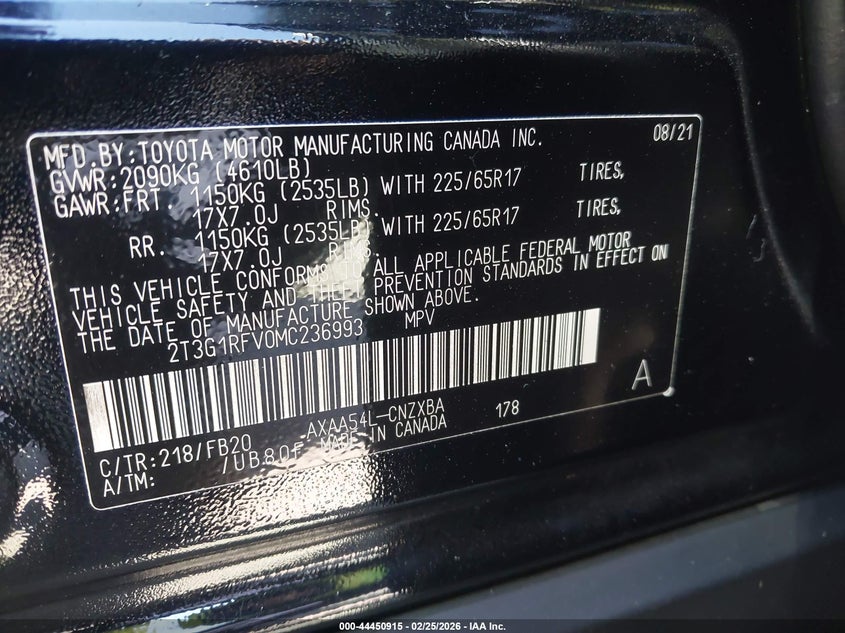 MFD.BY:TOYOTA MOTOR MANUFACTURING CANADA INC. 08/21
GVWR:2090KG (4610LB)
GAWR:FRT. 1150KG (2535LB) WITH 225/65R17 TIRES,
17X7.0J RIMS.
RR. 1150KG (2535LB) WITH 225/65R17 TIRES,
17X7.0J RIMS.
THIS VEHICLE CONFORMS TO ALL APPLICABLE FEDERAL MOTOR
VEHICLE SAFETY AND THEFT PREVENTION STANDARDS IN EFFECT ON
THE DATE OF MANUFACTURE SHOWN ABOVE.
2T3G1RFV0MC236993 MPV
A
AXAA54L-CNZXBA 178
C/TR:218/FB20 MADE IN CANADA
A/TM: /UB80F
000-44450915 - 02/25/2026 - IAA Inc.